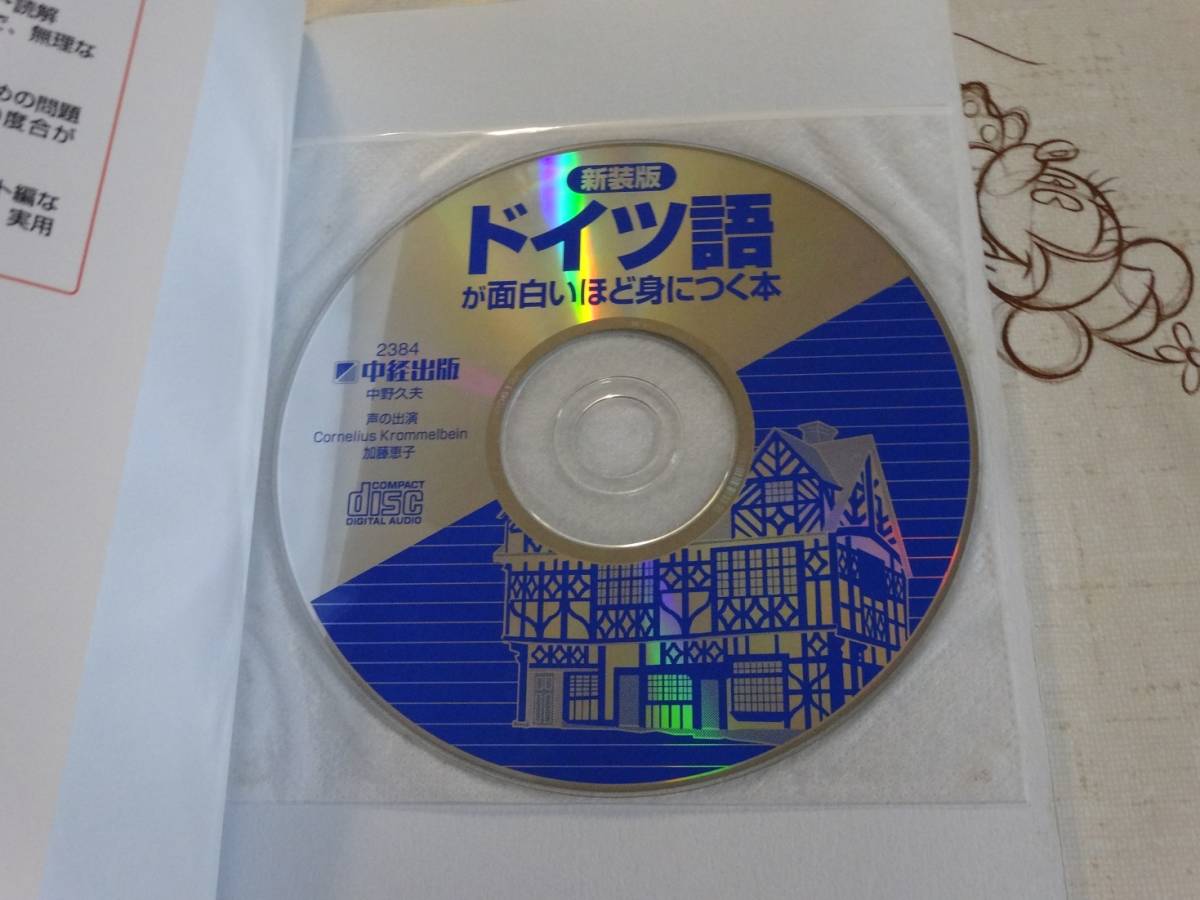 読解
無理な
めの問題
度合が
ト編な
実用
新装版
ドイツ語
が面白いほど身につく本
2384
中経出版
中野久夫
声の出演
Cornelius Krommelbein
加藤恵子
COMPACT
disc
DIGITAL AUDIO